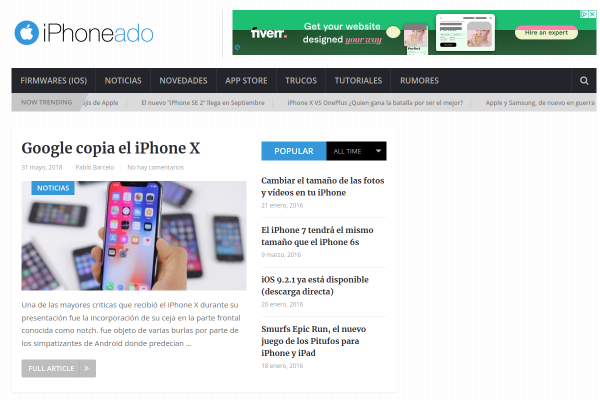 iPhoneado
fiverr.
Get your website
designed your way
Hire an expert
FIRMWARES (IOS) NOTICIAS NOVEDADES APP STORE TRUCOS TUTORIALES RUMORES
NOW TRENDING de Apple El nuevo "iPhone SE 2" llega en Septiembre iPhone X VS OnePlus ¿Quien gana la batalla por ser el mejor? Apple y Samsung, de nuevo en guerra
Google copia el iPhone X
31 mayo, 2018 Pablo Barcelo No hay comentarios
NOTICIAS
Una de las mayores criticas que recibió el iPhone X durante su
presentación fue la incorporación de su ceja en la parte frontal
conocida como notch. fue objeto de varias burlas por parte de
los simpatizantes de Android donde predecían ...
FULL ARTICLE »
POPULAR ALL TIME
Cambiar el tamaño de las fotos
y vídeos en tu iPhone
21 enero, 2016
El iPhone 7 tendrá el mismo
tamaño que el iPhone 6s
9 marzo, 2016
iOS 9.2.1 ya está disponible
(descarga directa)
20 enero, 2016
Smurfs Epic Run, el nuevo
juego de los Pitufos para
iPhone y iPad
18 enero, 2016